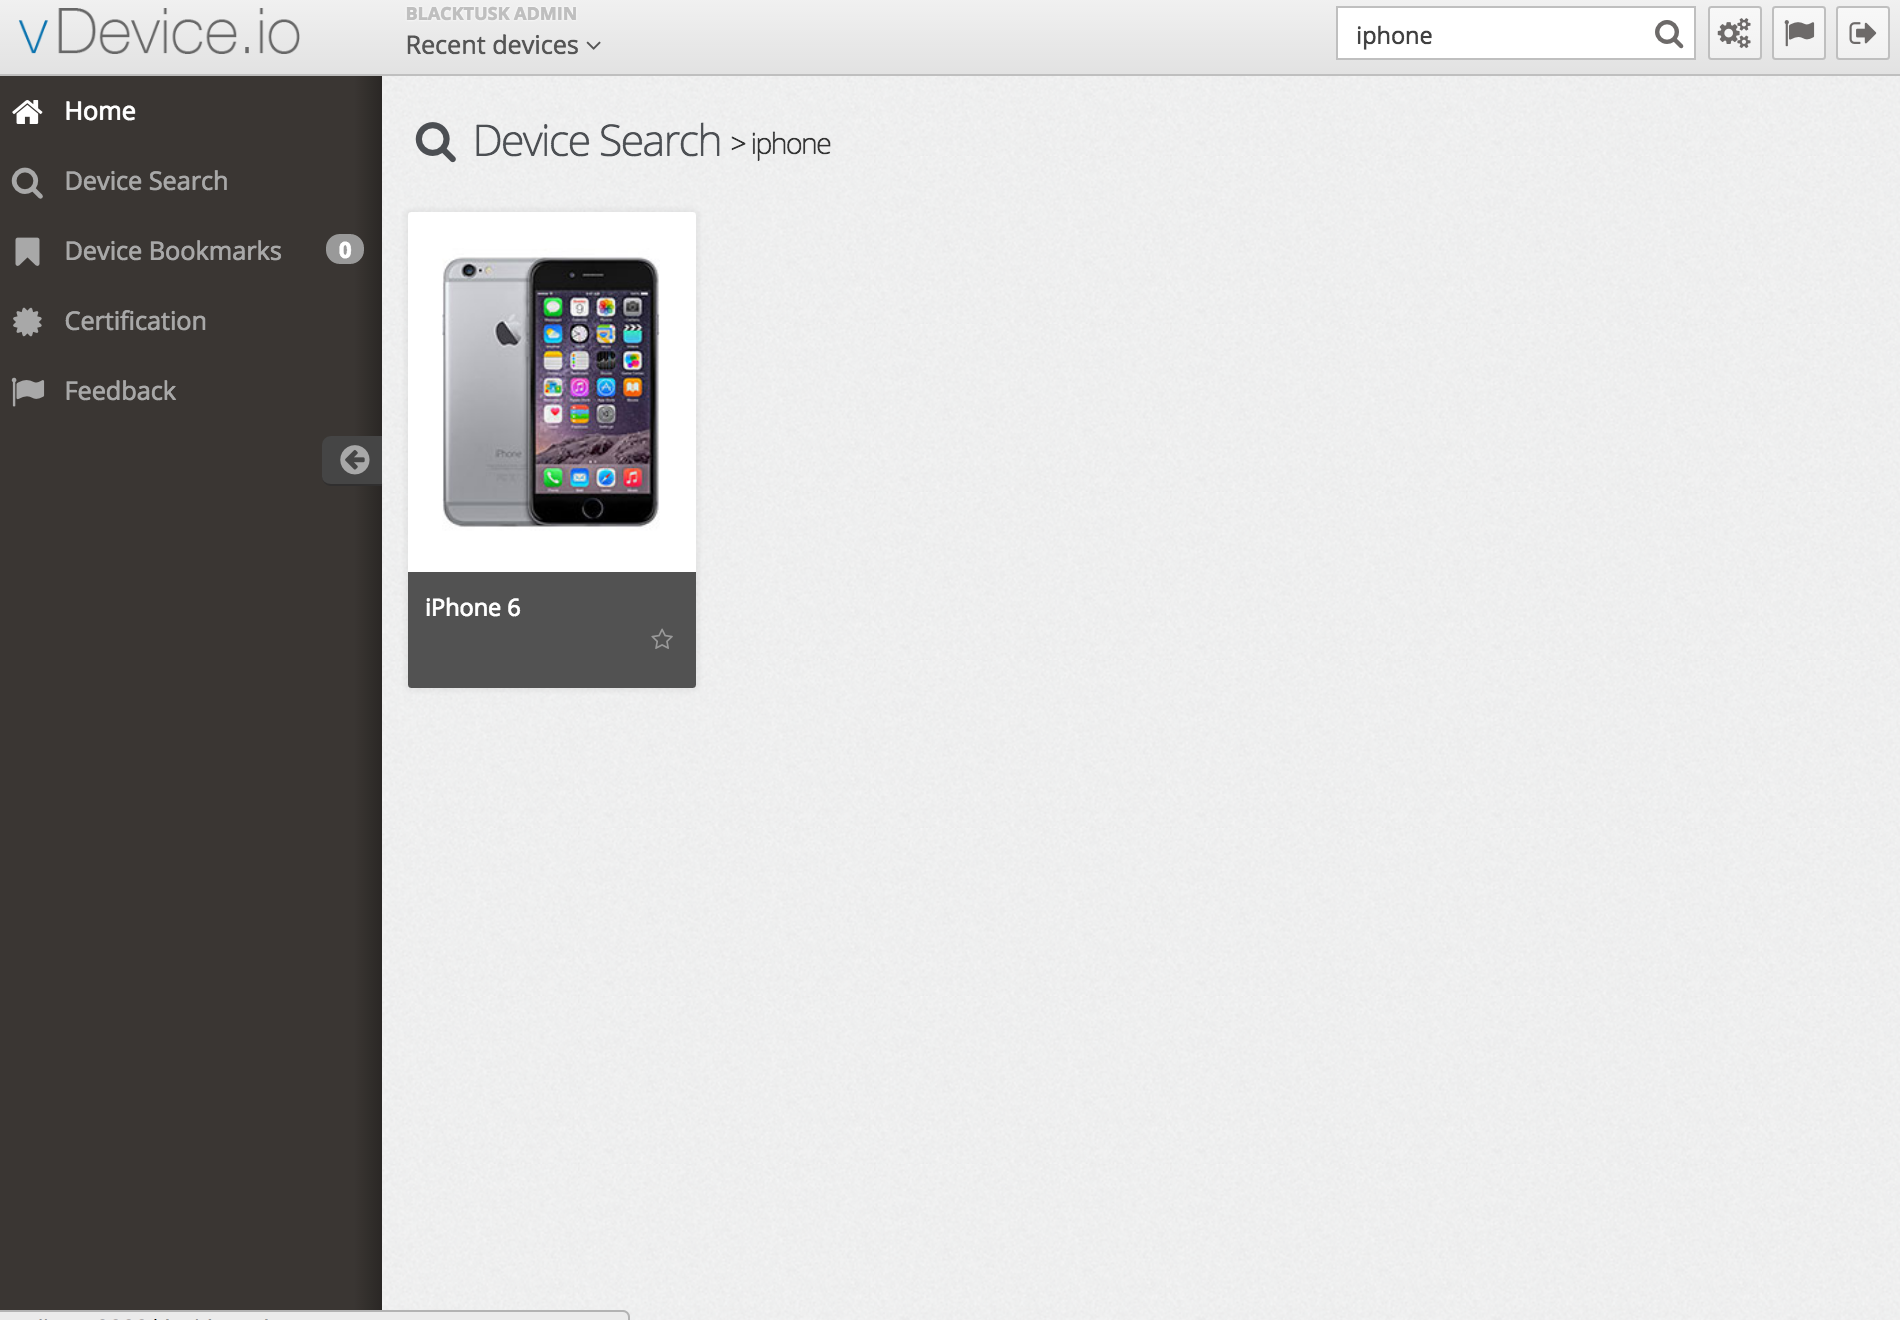 vDevice.io
BLACKTUSK ADMIN
Recent devices
iphone
Home
Device Search
Device Bookmarks 0
Certification
Feedback
Device Search > iphone
iPhone
iPhone 6